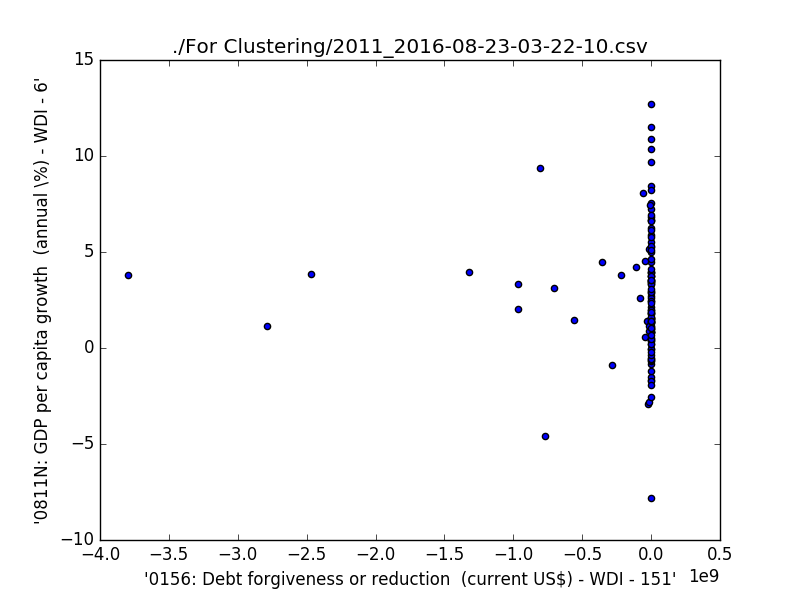 ./For Clustering/2011_2016-08-23-03-22-10.csv
15
10
5
0
−5
−10
'0811N: GDP per capita growth  (annual \%) - WDI - 6'
−4.0 −3.5 −3.0 −2.5 −2.0 −1.5 −1.0 −0.5 0.0 0.5
1e9
'0156: Debt forgiveness or reduction  (current US$) - WDI - 151'